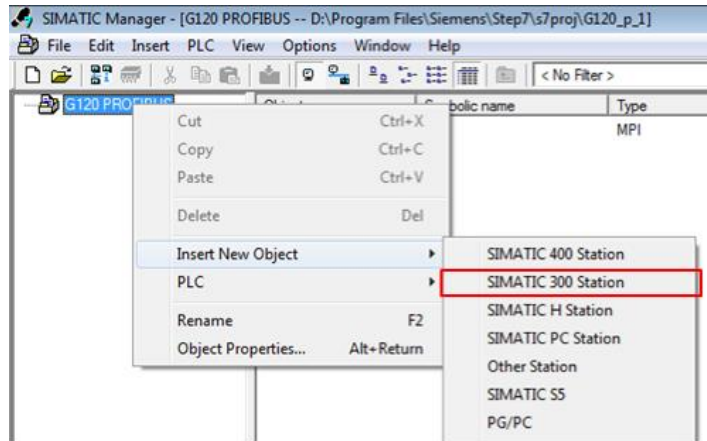 SIMATIC Manager - [G120 PROFIBUS -- D:\Program Files\Siemens\Step7\s7proj\G120_p_1]
File Edit Insert PLC View Options Window Help
< No Filter >
G120 PROFIBUS
bolic name Type
MPI
Cut Ctrl+X
Copy Ctrl+C
Paste Ctrl+V
Delete Del
Insert New Object
PLC
Rename F2
Object Properties... Alt+Return
SIMATIC 400 Station
SIMATIC 300 Station
SIMATIC H Station
SIMATIC PC Station
Other Station
SIMATIC S5
PG/PC